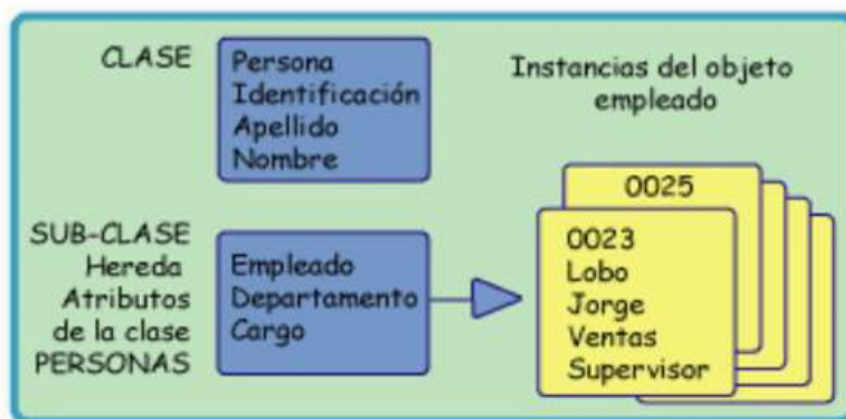 CLASE
Persona
Identificación
Apellido
Nombre
Instancias del objeto
empleado
SUB-CLASE
Hereda
Atributos
de la clase
PERSONAS
Empleado
Departamento
Cargo
0025
0023
Lobo
Jorge
Ventas
Supervisor